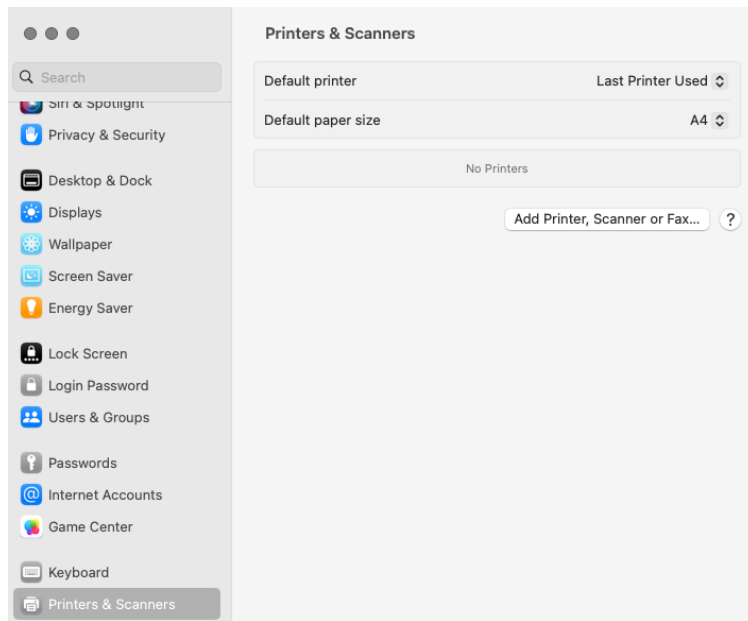 Printers & Scanners
Search
Siri & Spotlight
Privacy & Security
Desktop & Dock
Displays
Wallpaper
Screen Saver
Energy Saver
Lock Screen
Login Password
Users & Groups
Passwords
Internet Accounts
Game Center
Keyboard
Printers & Scanners
Default printer Last Printer Used
Default paper size A4
No Printers
Add Printer, Scanner or Fax... ?